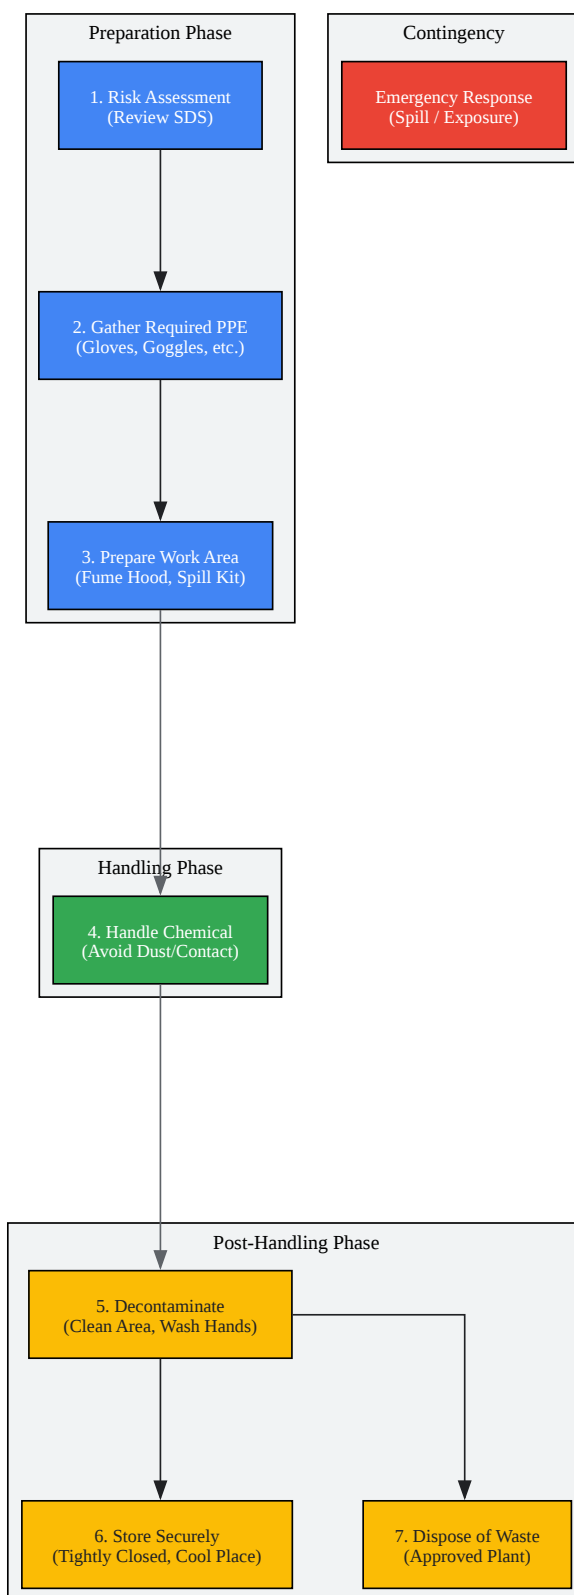 Preparation Phase
1. Risk Assessment
(Review SDS)
2. Gather Required PPE
(Gloves, Goggles, etc.)
3. Prepare Work Area
(Fume Hood, Spill Kit)
Contingency
Emergency Response
(Spill / Exposure)
Handling Phase
4. Handle Chemical
(Avoid Dust/Contact)
Post-Handling Phase
5. Decontaminate
(Clean Area, Wash Hands)
6. Store Securely
(Tightly Closed, Cool Place)
7. Dispose of Waste
(Approved Plant)